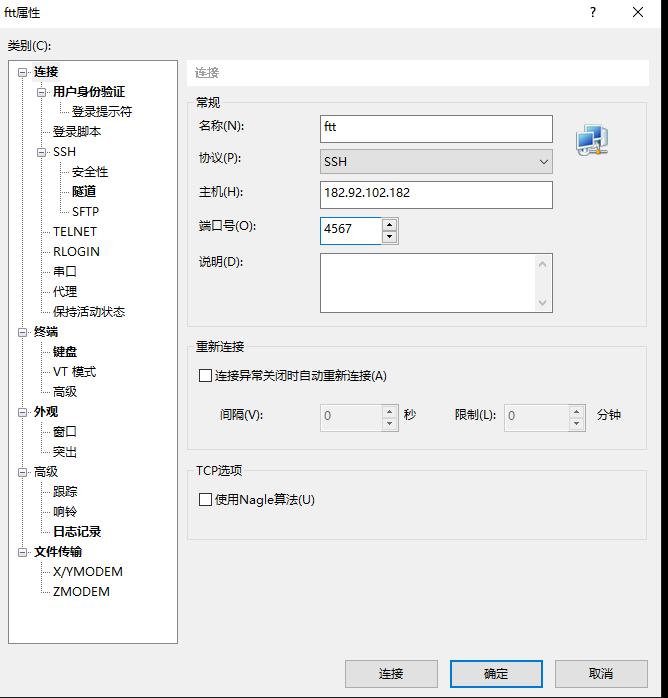 ftt属性
?
类别(C):
连接
用户身份验证
登录提示符
登录脚本
SSH
安全性
隧道
SFTP
TELNET
RLOGIN
串口
代理
保持活动状态
终端
键盘
VT 模式
高级
外观
窗口
突出
高级
跟踪
响铃
日志记录
文件传输
X/YMODEM
ZMODEM
连接
常规
名称(N): ftt
协议(P): SSH
主机(H): 182.92.102.182
端口号(O): 4567
说明(D):
重新连接
连接异常关闭时自动重新连接(A)
间隔(V): 0 秒 限制(L): 0 分钟
TCP选项
使用Nagle算法(U)
连接 确定 取消